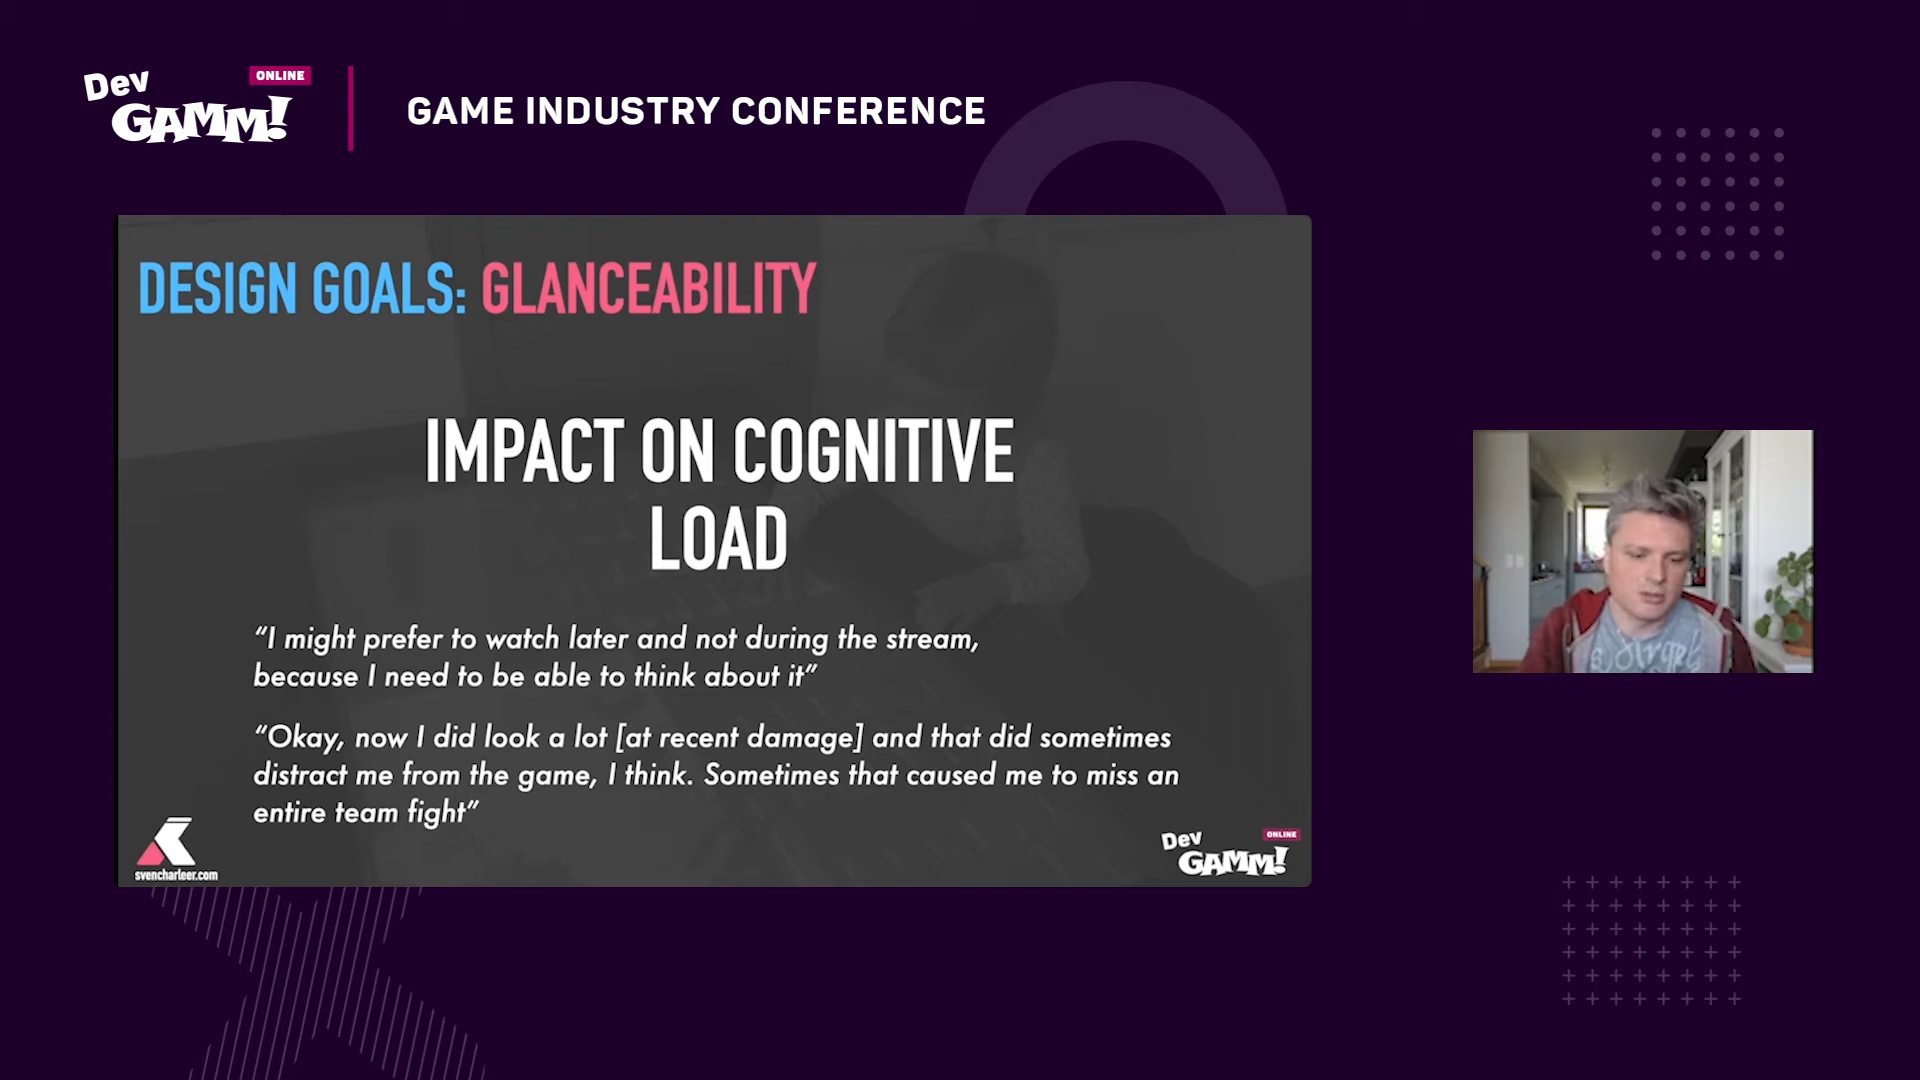 Dev
ONLINE
GAMM!
GAME INDUSTRY CONFERENCE
DESIGN GOALS: GLANCEABILITY
IMPACT ON COGNITIVE
LOAD
“I might prefer to watch later and not during the stream,
because I need to be able to think about it”
“Okay, now I did look a lot [at recent damage] and that did sometimes
distract me from the game, I think. Sometimes that caused me to miss an
entire team fight”
svencharleer.com
Dev
ONLINE
GAMM!